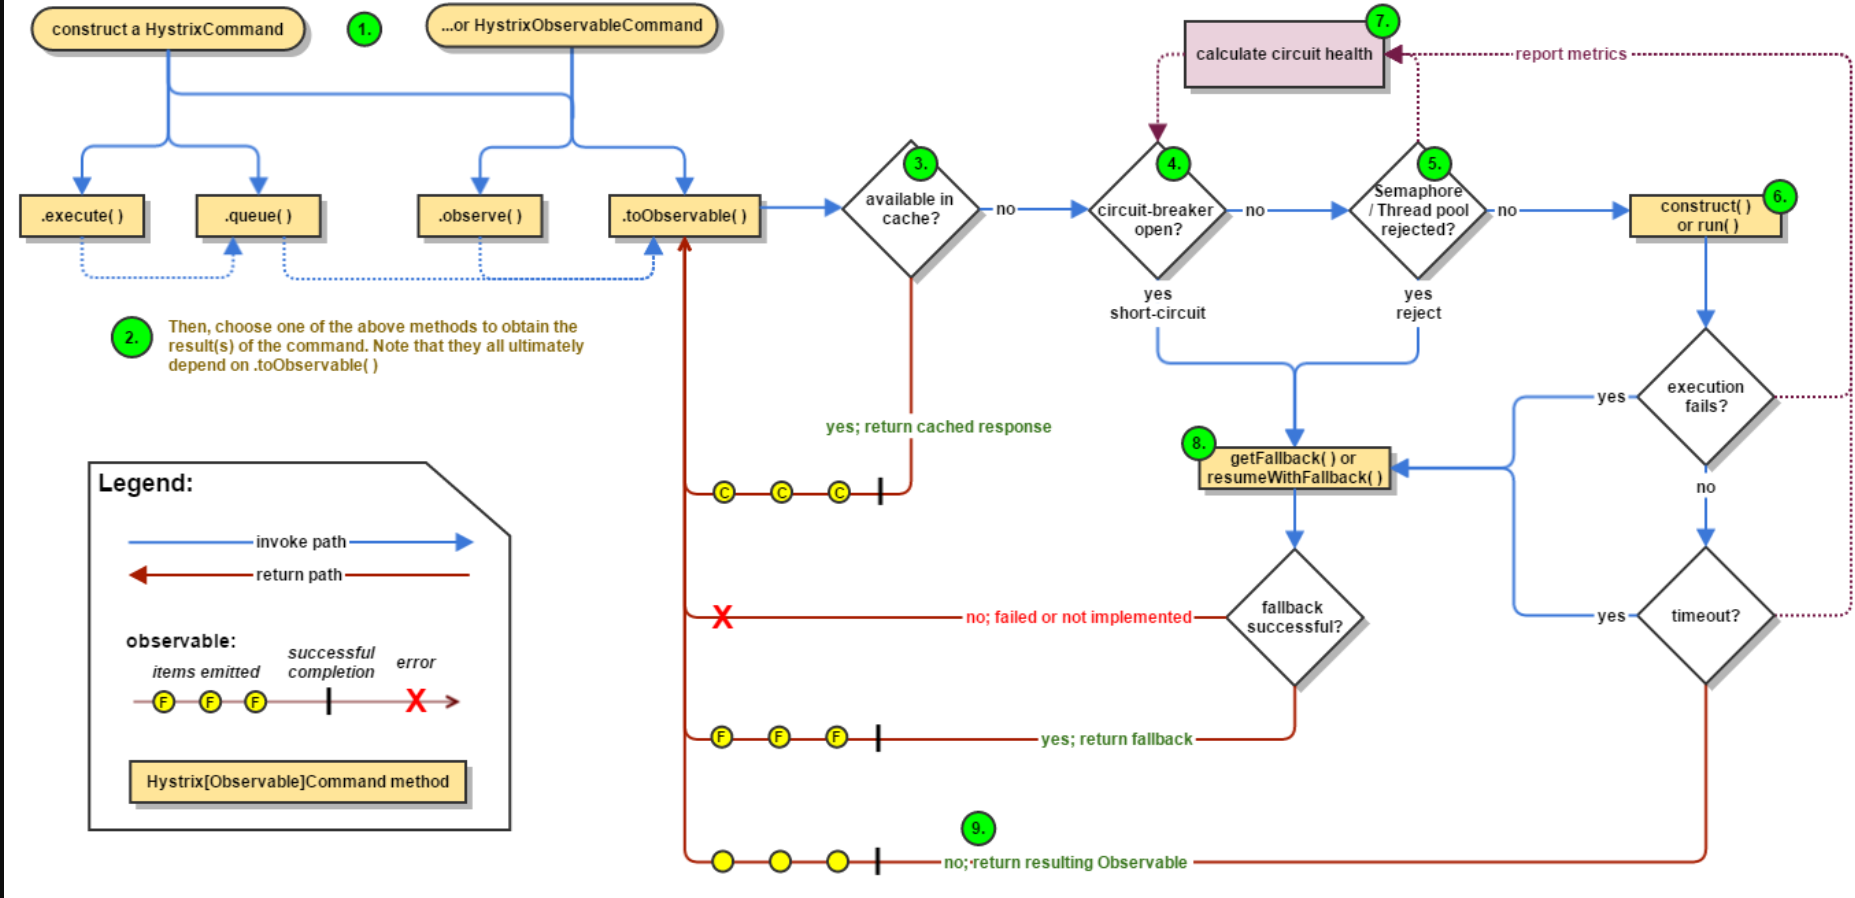 construct a HystrixCommand
1.
...or HystrixObservableCommand
7.
calculate circuit health
report metrics
3.
available in
cache?
4.
circuit-breaker
open?
5.
Semaphore
/ Thread pool
rejected?
6.
construct( )
or run( )
.execute( )
.queue( )
.observe( )
.toObservable( )
no
no
no
yes
short-circuit
yes
reject
2.
Then, choose one of the above methods to obtain the
result(s) of the command. Note that they all ultimately
depend on .toObservable( )
execution
fails?
yes
no
yes; return cached response
8.
getFallback( ) or
resumeWithFallback( )
C C C
Legend:
invoke path
return path
observable:
items emitted
successful
completion
error
F F F
X
Hystrix[Observable]Command method
X
no; failed or not implemented
fallback
successful?
yes
timeout?
F F F
yes; return fallback
9.
no; return resulting Observable